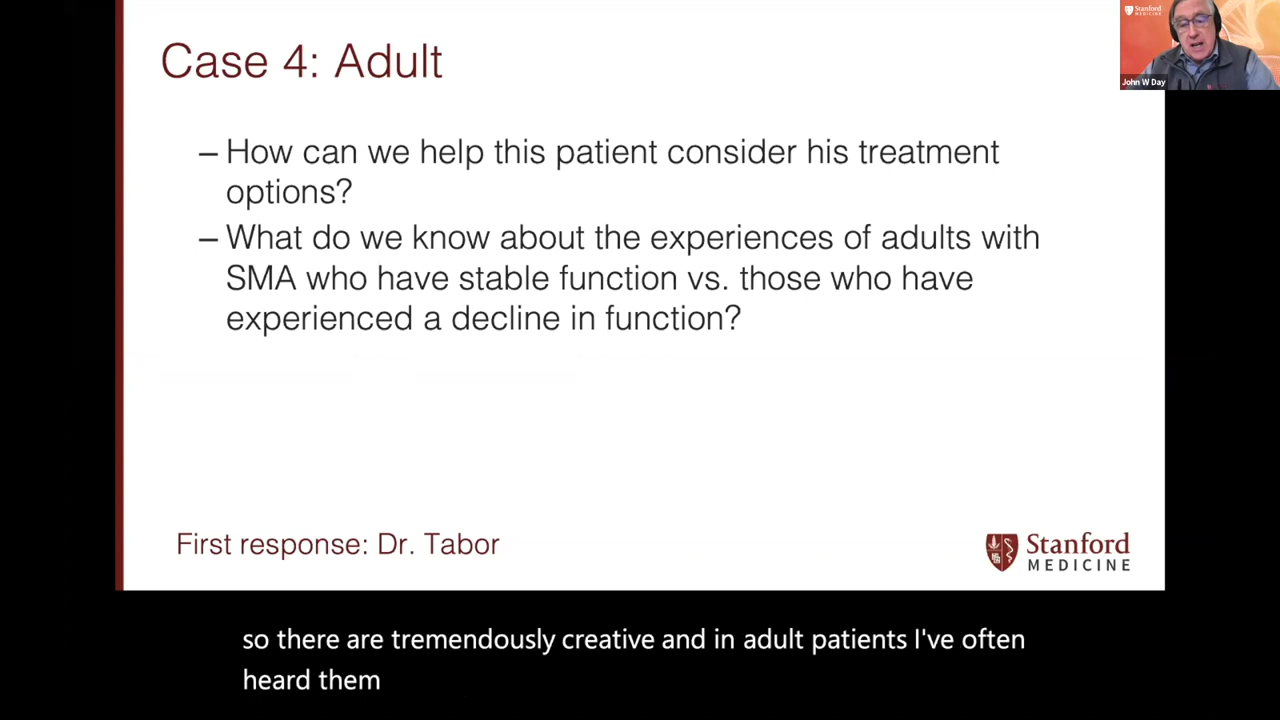 Case 4: Adult
– How can we help this patient consider his treatment
options?
– What do we know about the experiences of adults with
SMA who have stable function vs. those who have
experienced a decline in function?
First response: Dr. Tabor
Stanford
MEDICINE
Stanford
MEDICINE
John W Day
so there are tremendously creative and in adult patients I've often
heard them